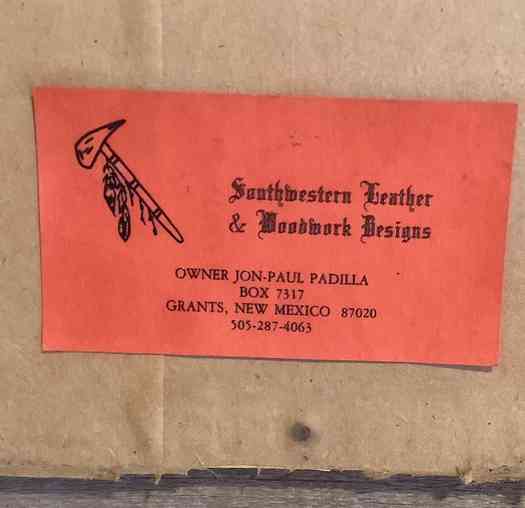 Southwestern Leather
& Woodwork Designs
OWNER JON-PAUL PADILLA
BOX 7317
GRANTS, NEW MEXICO 87020
505-287-4063